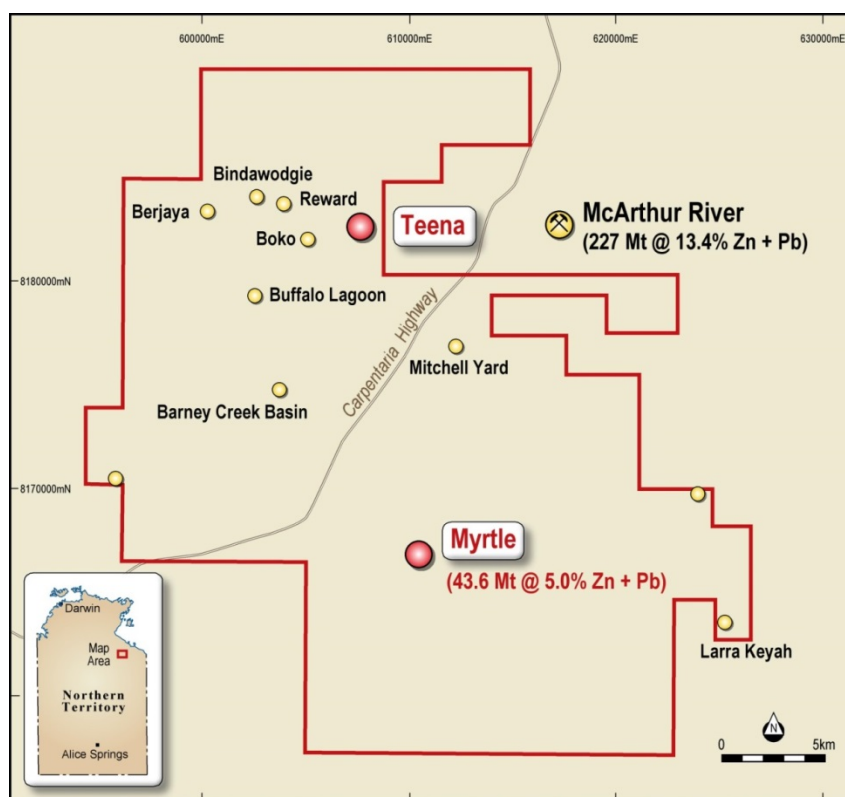 600000mE
610000mE
620000mE
630000mE
Bindawodgie
Reward
Berjaya
Boko
Teena
McArthur River
(227 Mt @ 13.4% Zn + Pb)
8180000mN
Buffalo Lagoon
Carpentaria Highway
Mitchell Yard
Barney Creek Basin
8170000mN
Myrtle
(43.6 Mt @ 5.0% Zn + Pb)
Larra Keyah
Darwin
Map
Area
Northern
Territory
Alice Springs
N
0
5km